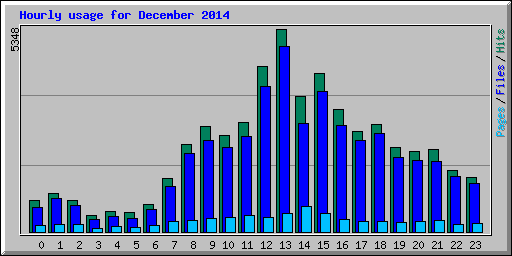 Hourly usage for December 2014
5348
Pages/Files/Hits
0 1 2 3 4 5 6 7 8 9 10 11 12 13 14 15 16 17 18 19 20 21 22 23